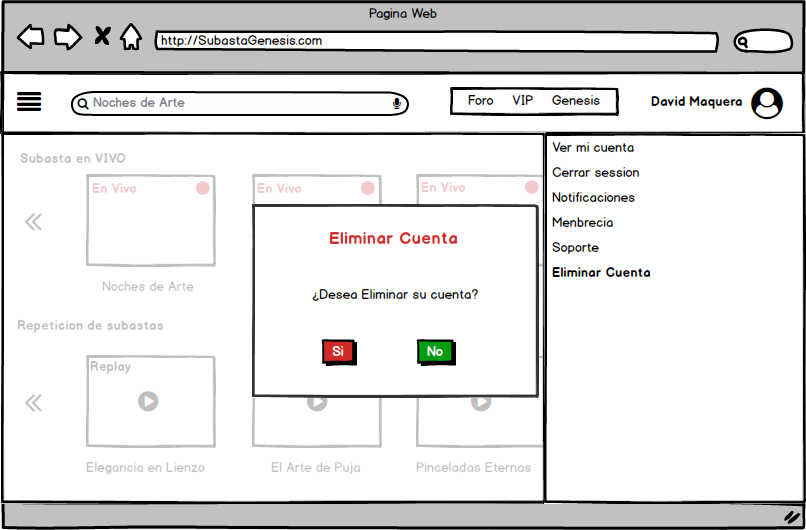 Pagina Web
http://SubastaGenesis.com
Noches de Arte
Foro VIP Genesis
David Maquera
Subasta en VIVO
En Vivo
En Vivo
En Vivo
Noches de Arte
Repeticion de subastas
Replay
Elegancia en Lienzo
El Arte de Puja
Pinceladas Eternas
Eliminar Cuenta
¿Desea Eliminar su cuenta?
Si
No
Ver mi cuenta
Cerrar session
Notificaciones
Menbrecia
Soporte
Eliminar Cuenta